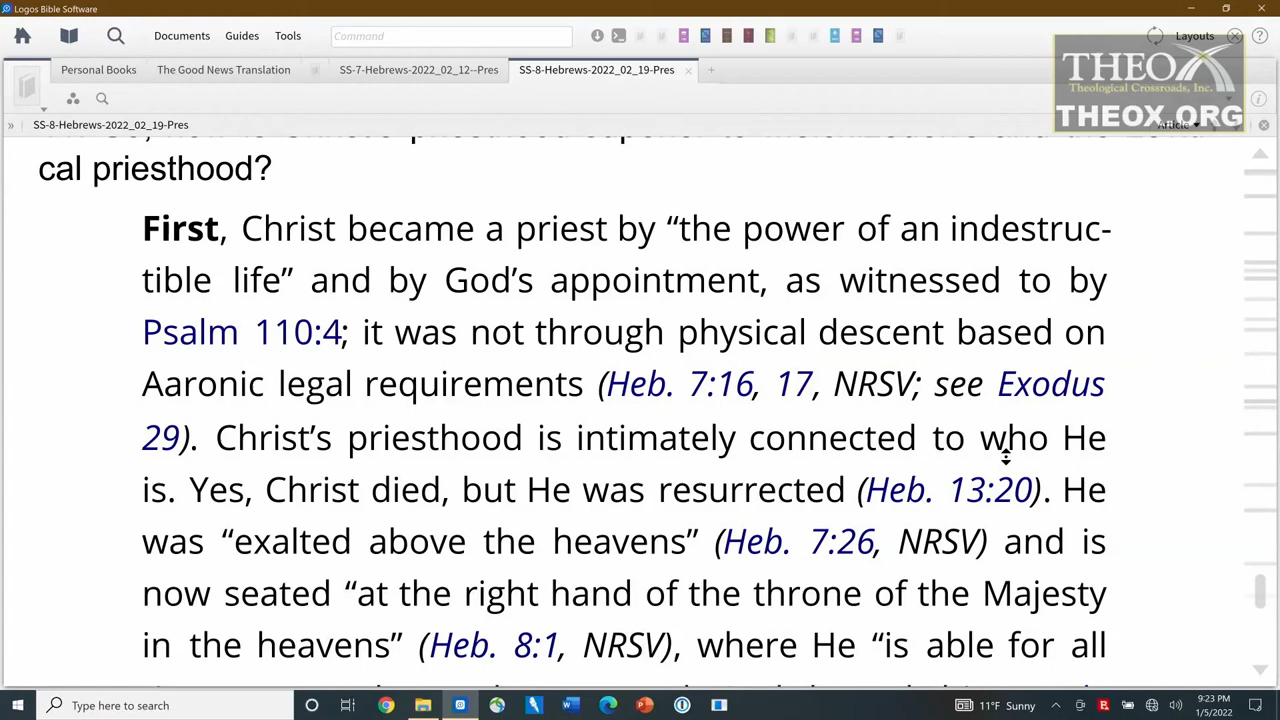 Logos Bible Software
Documents Guides Tools Command Layouts
Personal Books The Good News Translation SS-7-Hebrews-2022_02_12--Pres SS-8-Hebrews-2022_02_19-Pres
THEOX
Theological Crossroads, Inc.
THEOX.ORG
SS-8-Hebrews-2022_02_19-Pres Article
cal priesthood?
First, Christ became a priest by “the power of an indestruc-
tible life” and by God’s appointment, as witnessed to by
Psalm 110:4; it was not through physical descent based on
Aaronic legal requirements (Heb. 7:16, 17, NRSV; see Exodus
29). Christ’s priesthood is intimately connected to who He
is. Yes, Christ died, but He was resurrected (Heb. 13:20). He
was “exalted above the heavens” (Heb. 7:26, NRSV) and is
now seated “at the right hand of the throne of the Majesty
in the heavens” (Heb. 8:1, NRSV), where He “is able for all
Type here to search
11°F Sunny
9:23 PM
1/5/2022